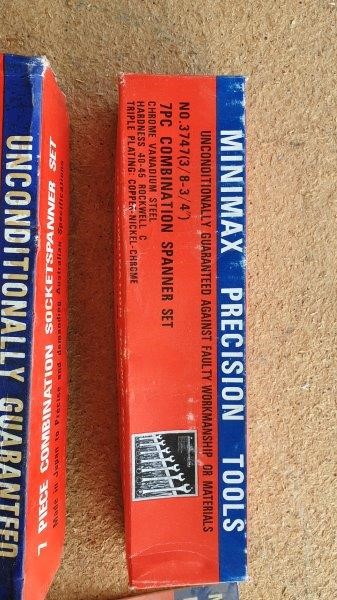 MINIMAX PRECISION TOOLS
UNCONDITIONALLY GUARANTEED AGAINST FAULTY WORKMANSHIP OR MATERIALS
NO.3747(3/8-3/4")
7PC COMBINATION SPANNER SET
CHROME VANADIUM STEEL
HARDNESS 40-45 ROCKWELL C
TRIPLE PLATING: COPPER-NICKEL-CHROME
7 PIECE COMBINATION SOCKETSPANNER SET
Made in Japan to Precise and demanding Australian Specifications
UNCONDITIONALLY GUARANTEED